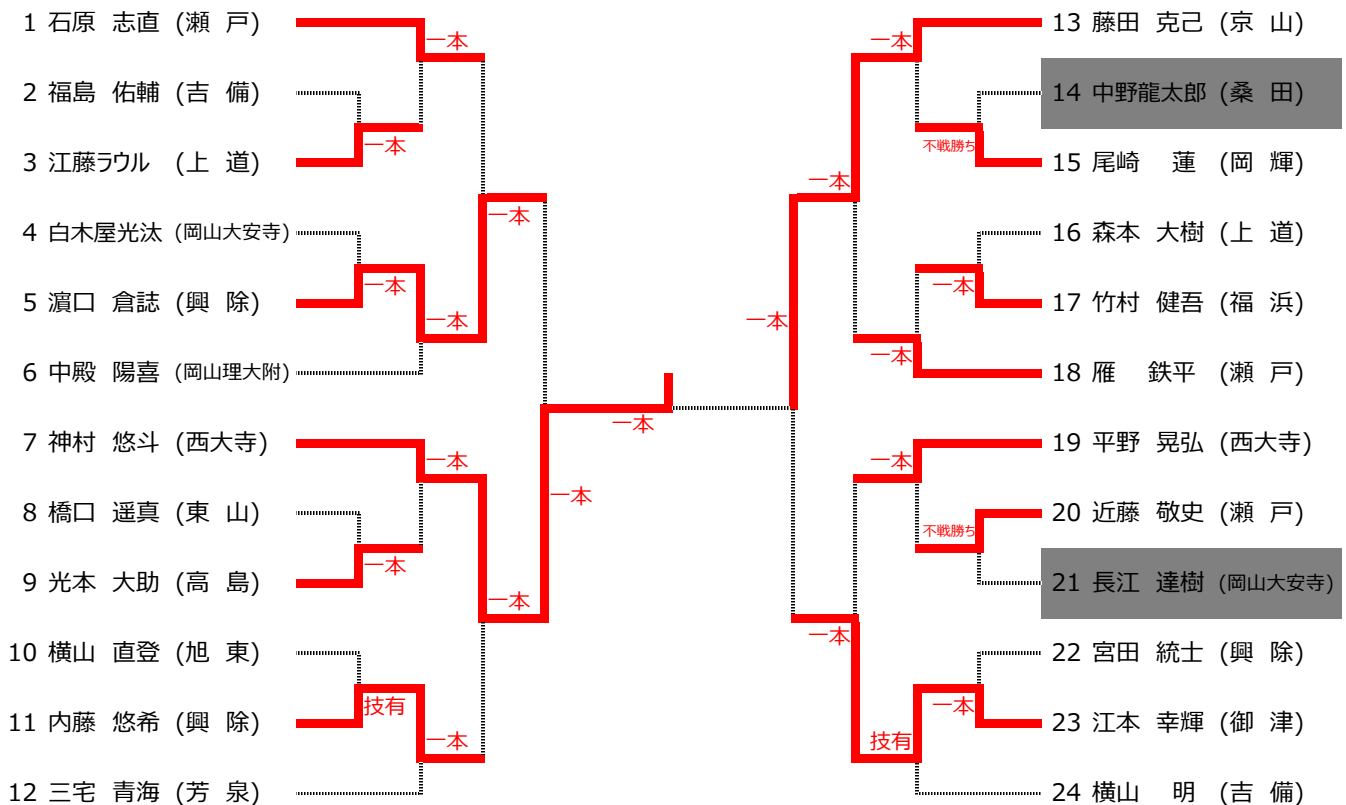 1 石原 志直 (瀬 戸)
一本
2 福島 佑輔 (吉 備)
一本
3 江藤ラウル (上 道)
一本
4 白木屋光汰 (岡山大安寺)
一本
5 濵口 倉誌 (興 除)
一本
6 中殿 陽喜 (岡山理大附)
一本
7 神村 悠斗 (西大寺)
一本
一本
8 橋口 遥真 (東 山)
一本
9 光本 大助 (高 島)
一本
10 横山 直登 (旭 東)
技有
11 内藤 悠希 (興 除)
一本
12 三宅 青海 (芳 泉)
13 藤田 克己 (京 山)
一本
14 中野龍太郎 (桑 田)
不戦勝ち
15 尾崎 蓮 (岡 輝)
一本
16 森本 大樹 (上 道)
一本
17 竹村 健吾 (福 浜)
一本
一本
18 雁 鉄平 (瀬 戸)
19 平野 晃弘 (西大寺)
一本
20 近藤 敬史 (瀬 戸)
不戦勝ち
21 長江 達樹 (岡山大安寺)
一本
22 宮田 統士 (興 除)
一本
23 江本 幸輝 (御 津)
技有
24 横山 明 (吉 備)